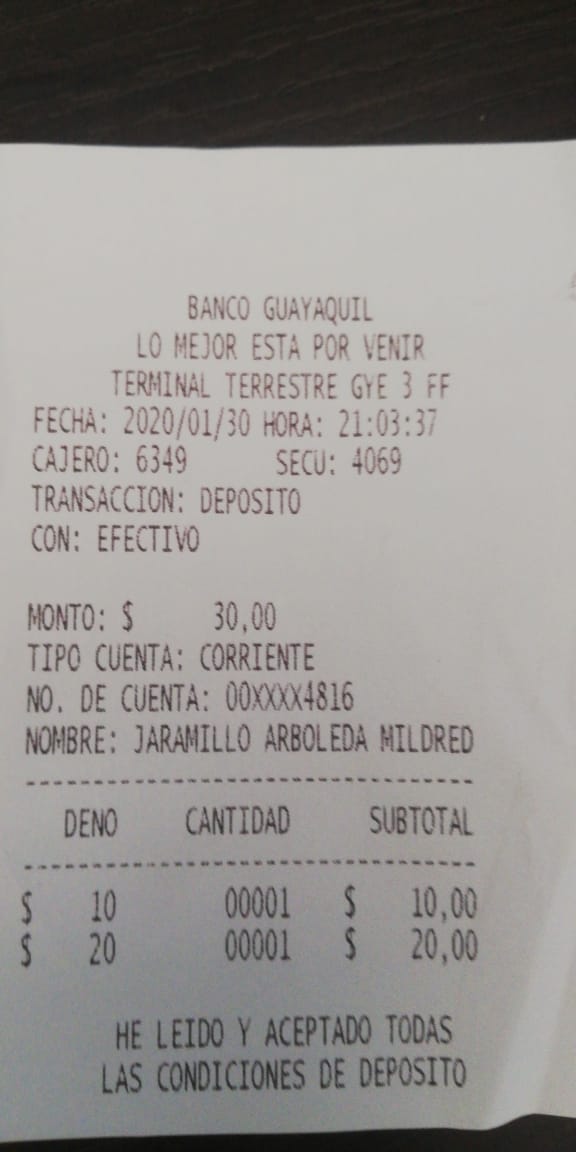 BANCO GUAYAQUIL
LO MEJOR ESTA POR VENIR
TERMINAL TERRESTRE GYE 3 FF
FECHA: 2020/01/30 HORA: 21:03:37
CAJERO: 6349 SECU: 4069
TRANSACCION: DEPOSITO
CON: EFECTIVO
MONTO: $ 30,00
TIPO CUENTA: CORRIENTE
NO. DE CUENTA: 00XXXX4816
NOMBRE: JARAMILLO ARBOLEDA MILDRED
--------------------------------
DENO CANTIDAD SUBTOTAL
--------------------------------
$ 10 00001 $ 10,00
$ 20 00001 $ 20,00
HE LEIDO Y ACEPTADO TODAS
LAS CONDICIONES DE DEPOSITO